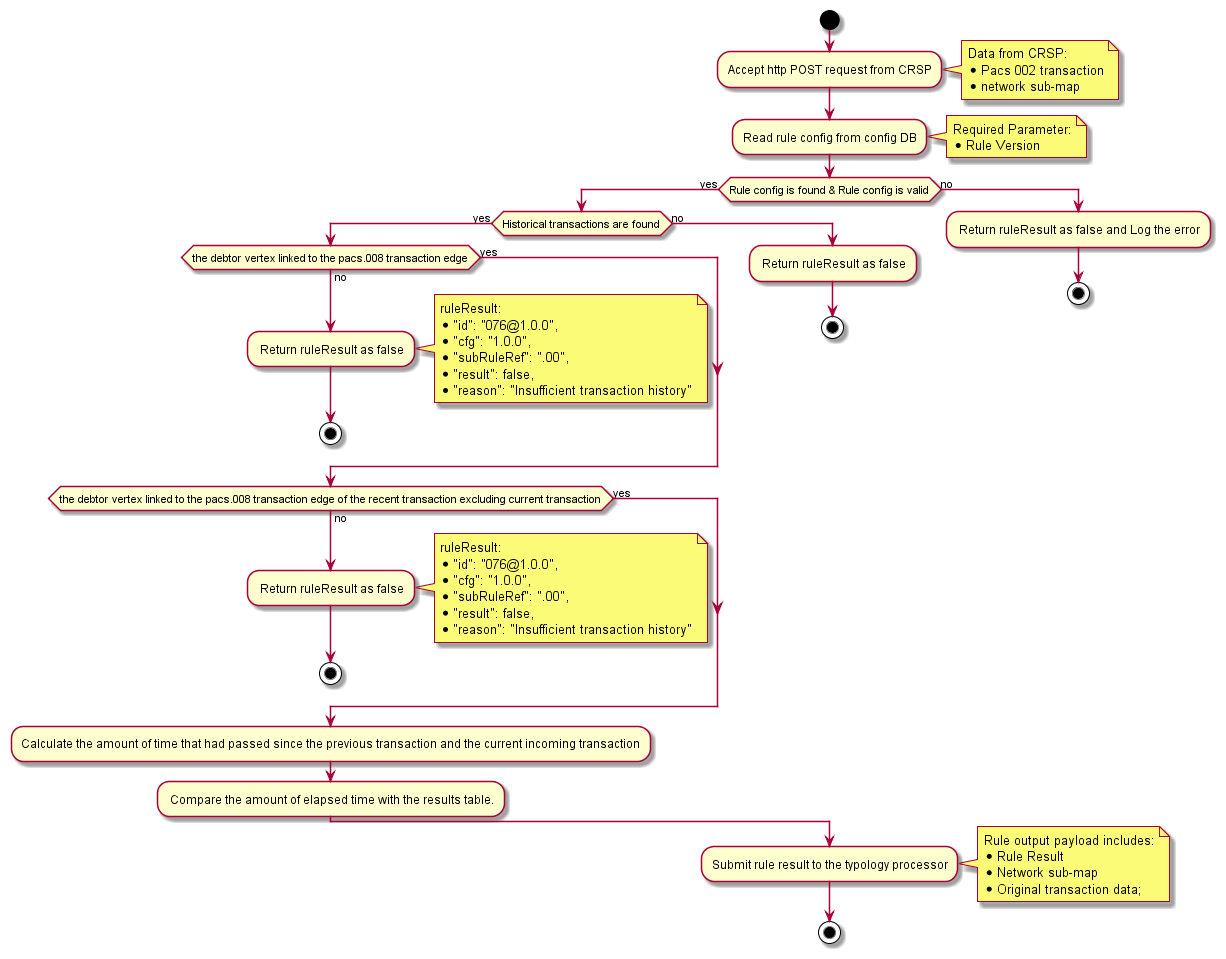 Accept http POST request from CRSP
Data from CRSP:
• Pacs 002 transaction
• network sub-map
Read rule config from config DB
Required Parameter:
• Rule Version
yes
Rule config is found & Rule config is valid
no
yes
Historical transactions are found
no
Return ruleResult as false and Log the error
the debtor vertex linked to the pacs.008 transaction edge
yes
no
Return ruleResult as false
Return ruleResult as false
ruleResult:
• "id": "076@1.0.0",
• "cfg": "1.0.0",
• "subRuleRef": ".00",
• "result": false,
• "reason": "Insufficient transaction history"
the debtor vertex linked to the pacs.008 transaction edge of the recent transaction excluding current transaction
yes
no
Return ruleResult as false
ruleResult:
• "id": "076@1.0.0",
• "cfg": "1.0.0",
• "subRuleRef": ".00",
• "result": false,
• "reason": "Insufficient transaction history"
Calculate the amount of time that had passed since the previous transaction and the current incoming transaction
Compare the amount of elapsed time with the results table.
Submit rule result to the typology processor
Rule output payload includes:
• Rule Result
• Network sub-map
• Original transaction data;